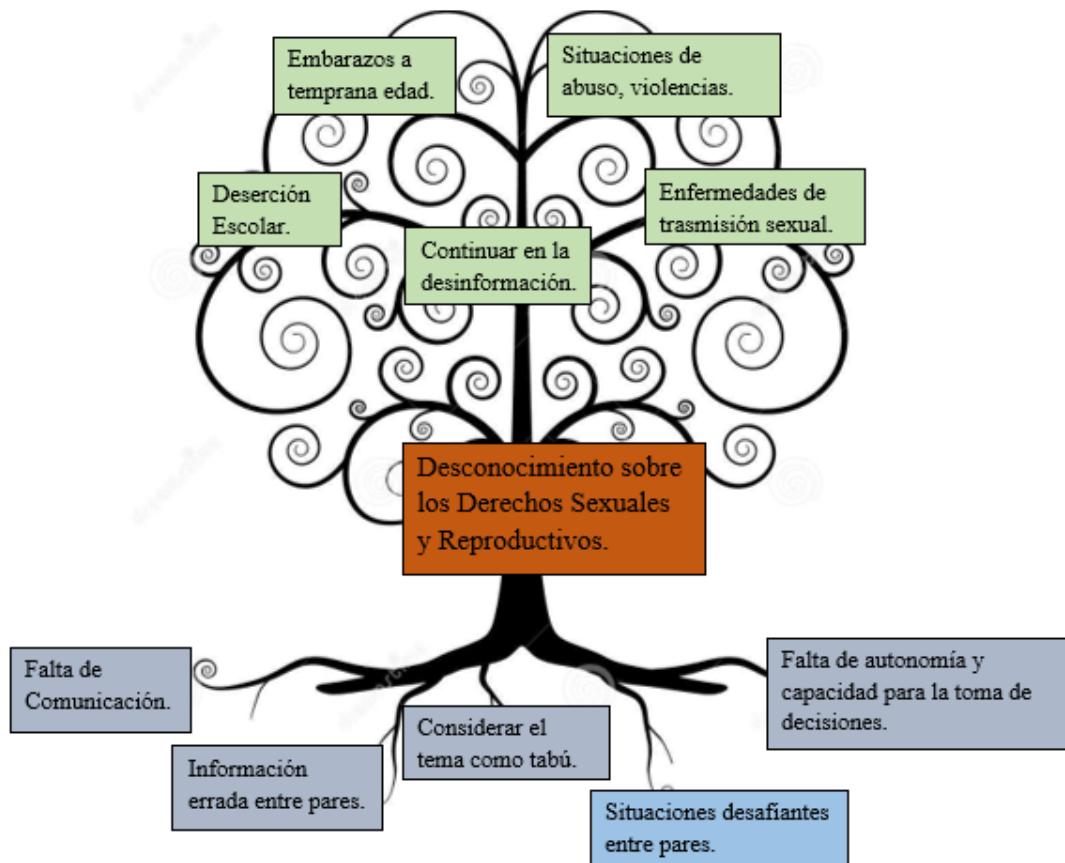 Embarazos a
temprana edad.
Situaciones de
abuso, violencias.
Deserción
Escolar.
Enfermedades de
trasmisión sexual.
Continuar en la
desinformación.
Desconocimiento sobre
los Derechos Sexuales
y Reproductivos.
Falta de
Comunicación.
Falta de autonomía y
capacidad para la toma de
decisiones.
Considerar el
tema como tabú.
Información
errada entre pares.
Situaciones desafíantes
entre pares.